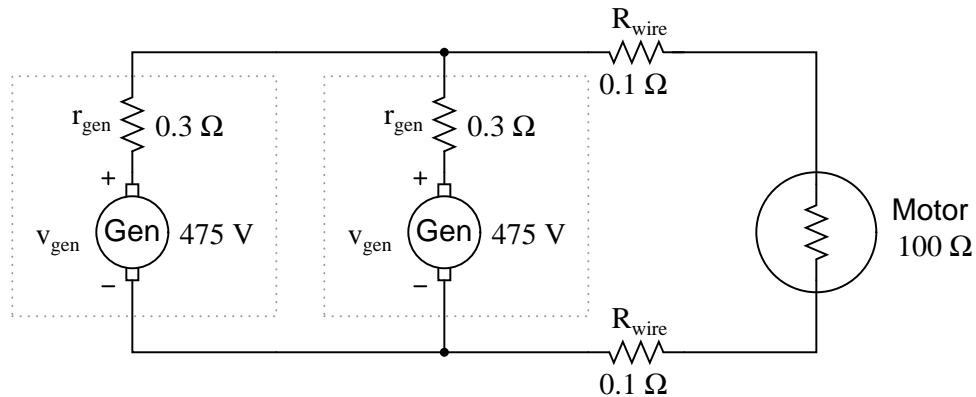 R_wire
0.1 Ω
r_gen
0.3 Ω
+
v_gen
Gen
475 V
−
r_gen
0.3 Ω
+
v_gen
Gen
475 V
−
Motor
100 Ω
R_wire
0.1 Ω